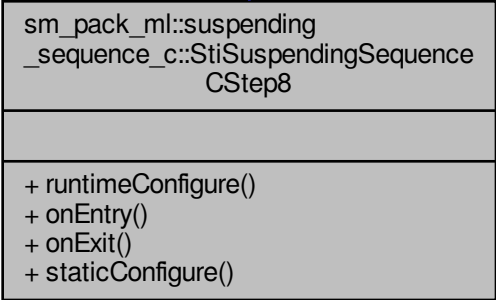 sm_pack_ml::suspending
_sequence_c::StiSuspendingSequence
CStep8
+ runtimeConfigure()
+ onEntry()
+ onExit()
+ staticConfigure()